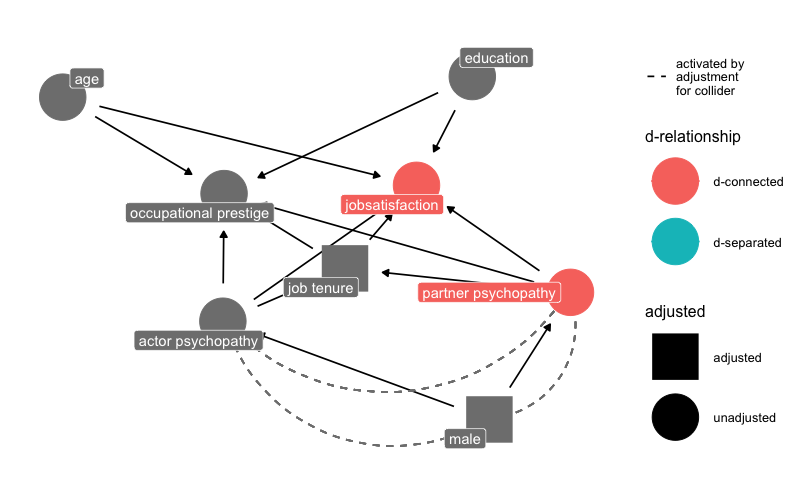 age
education
occupational prestige
jobsatisfaction
job tenure
partner psychopathy
actor psychopathy
male
activated by
adjustment
for collider
d-relationship
d-connected
d-separated
adjusted
adjusted
unadjusted